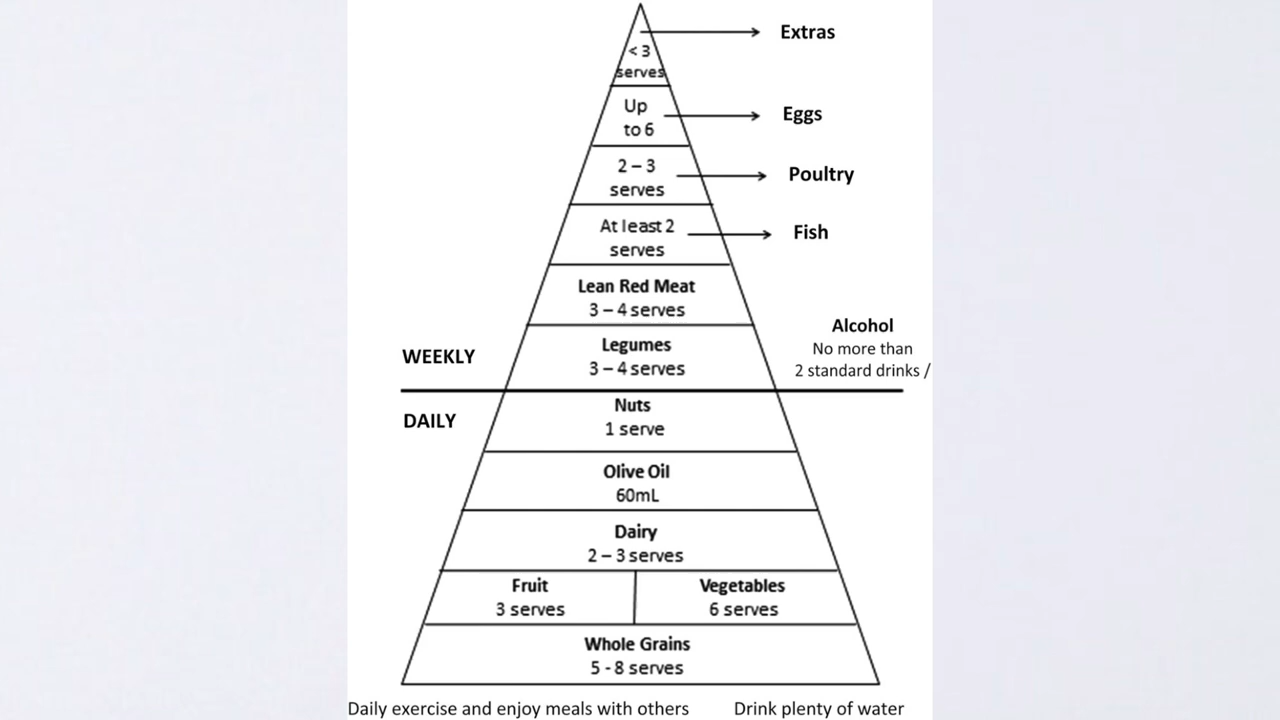 Extras
< 3
serves
Up
to 6
Eggs
2 – 3
serves
Poultry
At least 2
serves
Fish
Lean Red Meat
3 – 4 serves
Legumes
3 – 4 serves
WEEKLY
Alcohol
No more than
2 standard drinks /
DAILY
Nuts
1 serve
Olive Oil
60mL
Dairy
2 – 3 serves
Fruit
3 serves
Vegetables
6 serves
Whole Grains
5 - 8 serves
Daily exercise and enjoy meals with others
Drink plenty of water